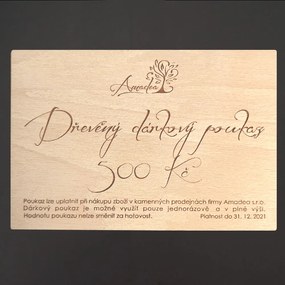 Amadea
Dřevěný dárkový poukaz
500 Kč
Poukaz lze uplatnit při nákupu zboží v kamenných prodejnách firmy Amadea s.r.o.
Dárkový poukaz je možné využít pouze jednorázově a v plné výši.
Hodnotu poukazu nelze směnit za hotovost. Platnost do 31. 12. 2021